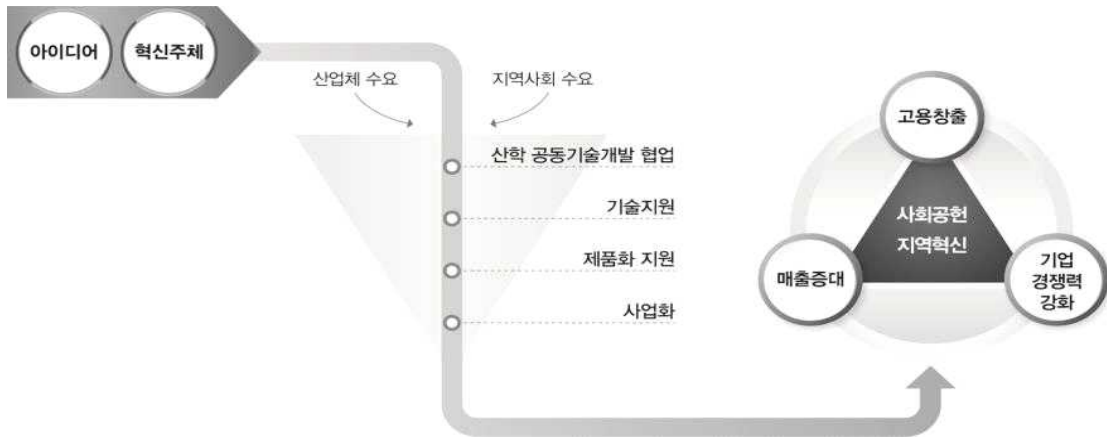 아이디어
혁신주체
산업체 수요
지역사회 수요
산학 공동기술개발 협업
기술지원
제품화 지원
사업화
고용창출
사회공헌
지역혁신
매출증대
기업
경쟁력
강화